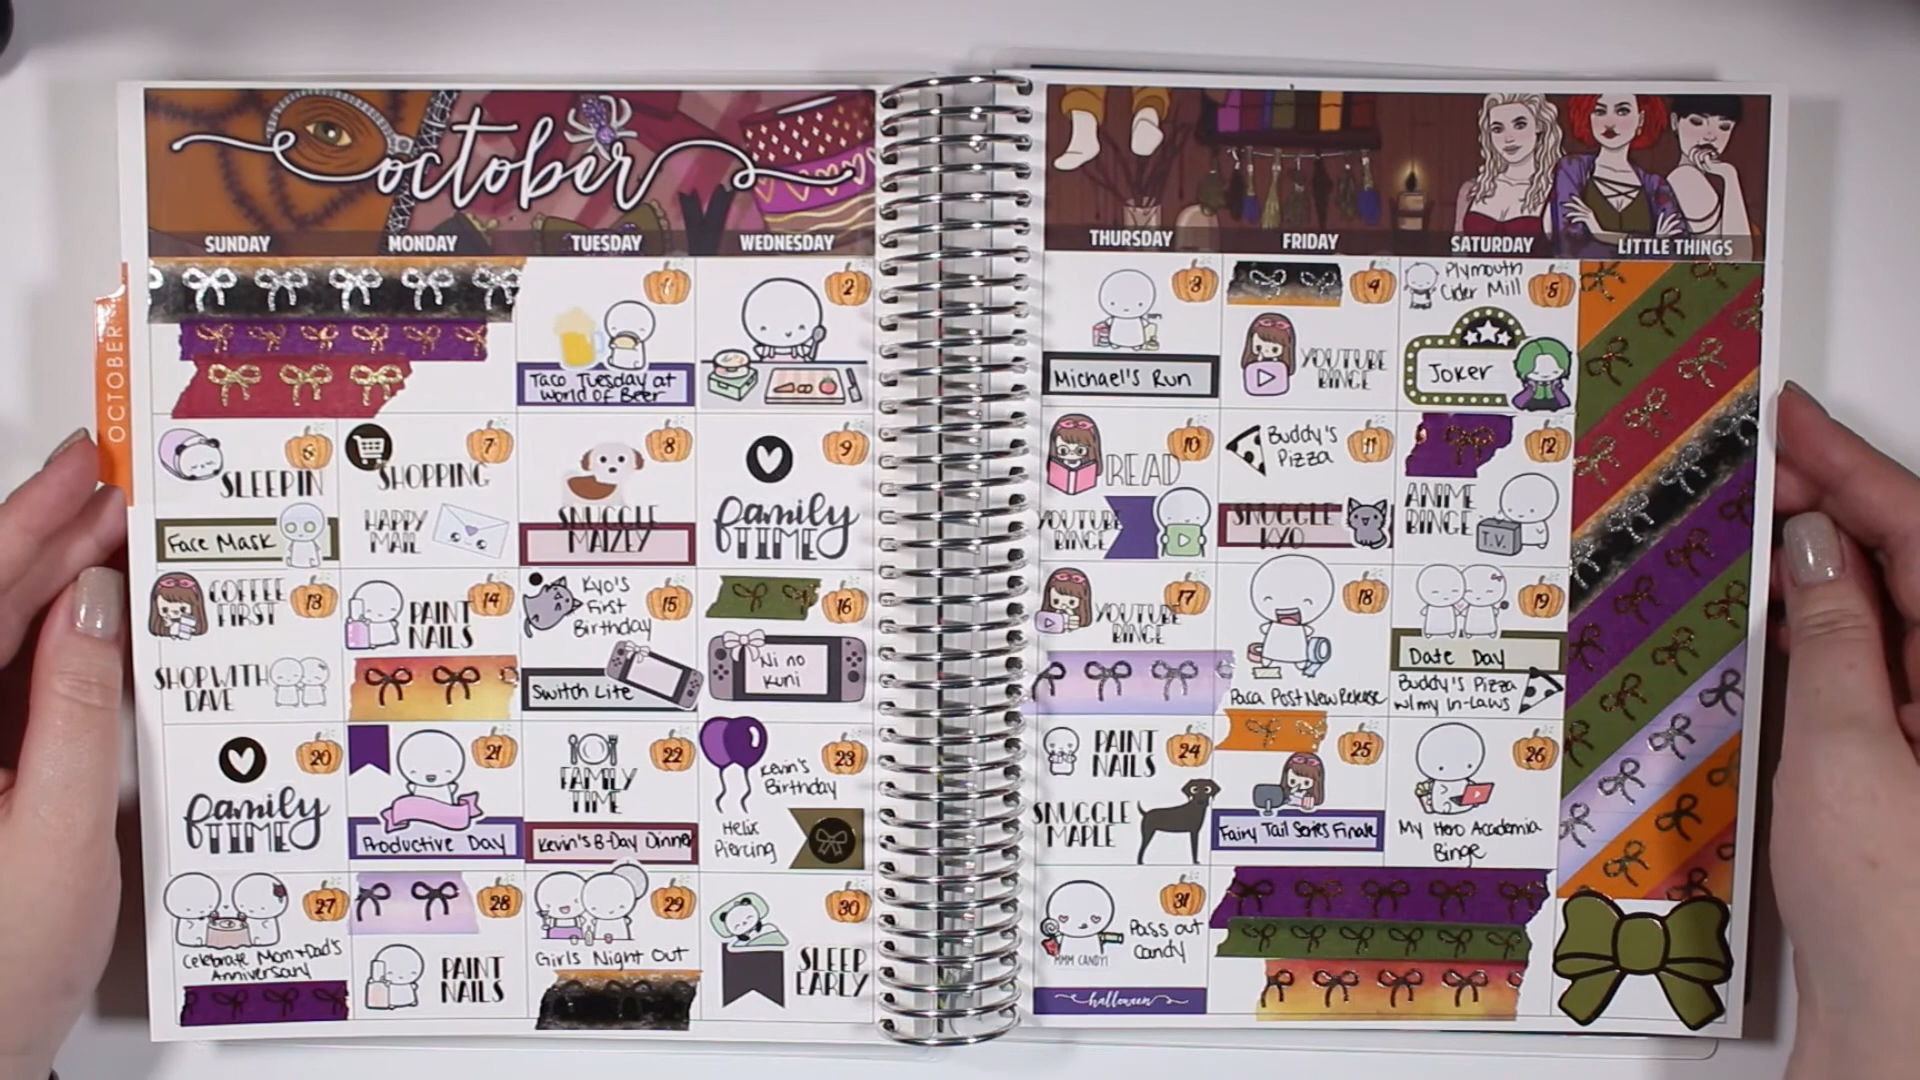 october
SUNDAY
MONDAY
TUESDAY
WEDNESDAY
THURSDAY
FRIDAY
SATURDAY
LITTLE THINGS
OCTOBER
1
Taco Tuesday at
World of Beer
2
3
Michael's Run
4
YOUTUBE
BINGE
Plymouth
Cider Mill
5
Joker
6
SLEEP IN
Face Mask
7
SHOPPING
HAPPY
MAIL
8
SNUGGLE
MAIZEY
9
family
TIME
10
READ
YOUTUBE
BINGE
Buddy's
Pizza
11
SNUGGLE
KYO
12
ANIME
BINGE
T.V.
COFFEE
FIRST
13
SHOP WITH
DAVE
14
PAINT
NAILS
Kyo's
First
Birthday
15
Switch Lite
16
Ni no
Kuni
17
YOUTUBE
BINGE
18
Paca Post New Release
19
Date Day
Buddy's Pizza
w/my In-Laws
20
family
TIME
21
Productive Day
22
FAMILY
TIME
Kevin's B-Day Dinner
23
Kevin's
Birthday
Helix
Piercing
PAINT
NAILS
24
SNUGGLE
MAPLE
25
Fairy Tail Series Finale
26
My Hero Academia
Binge
27
Celebrate Mom + Dad's
Anniversary
28
PAINT
NAILS
29
Girls Night Out
30
SLEEP
EARLY
31
Pass out
Candy
MMM CANDY!
halloween